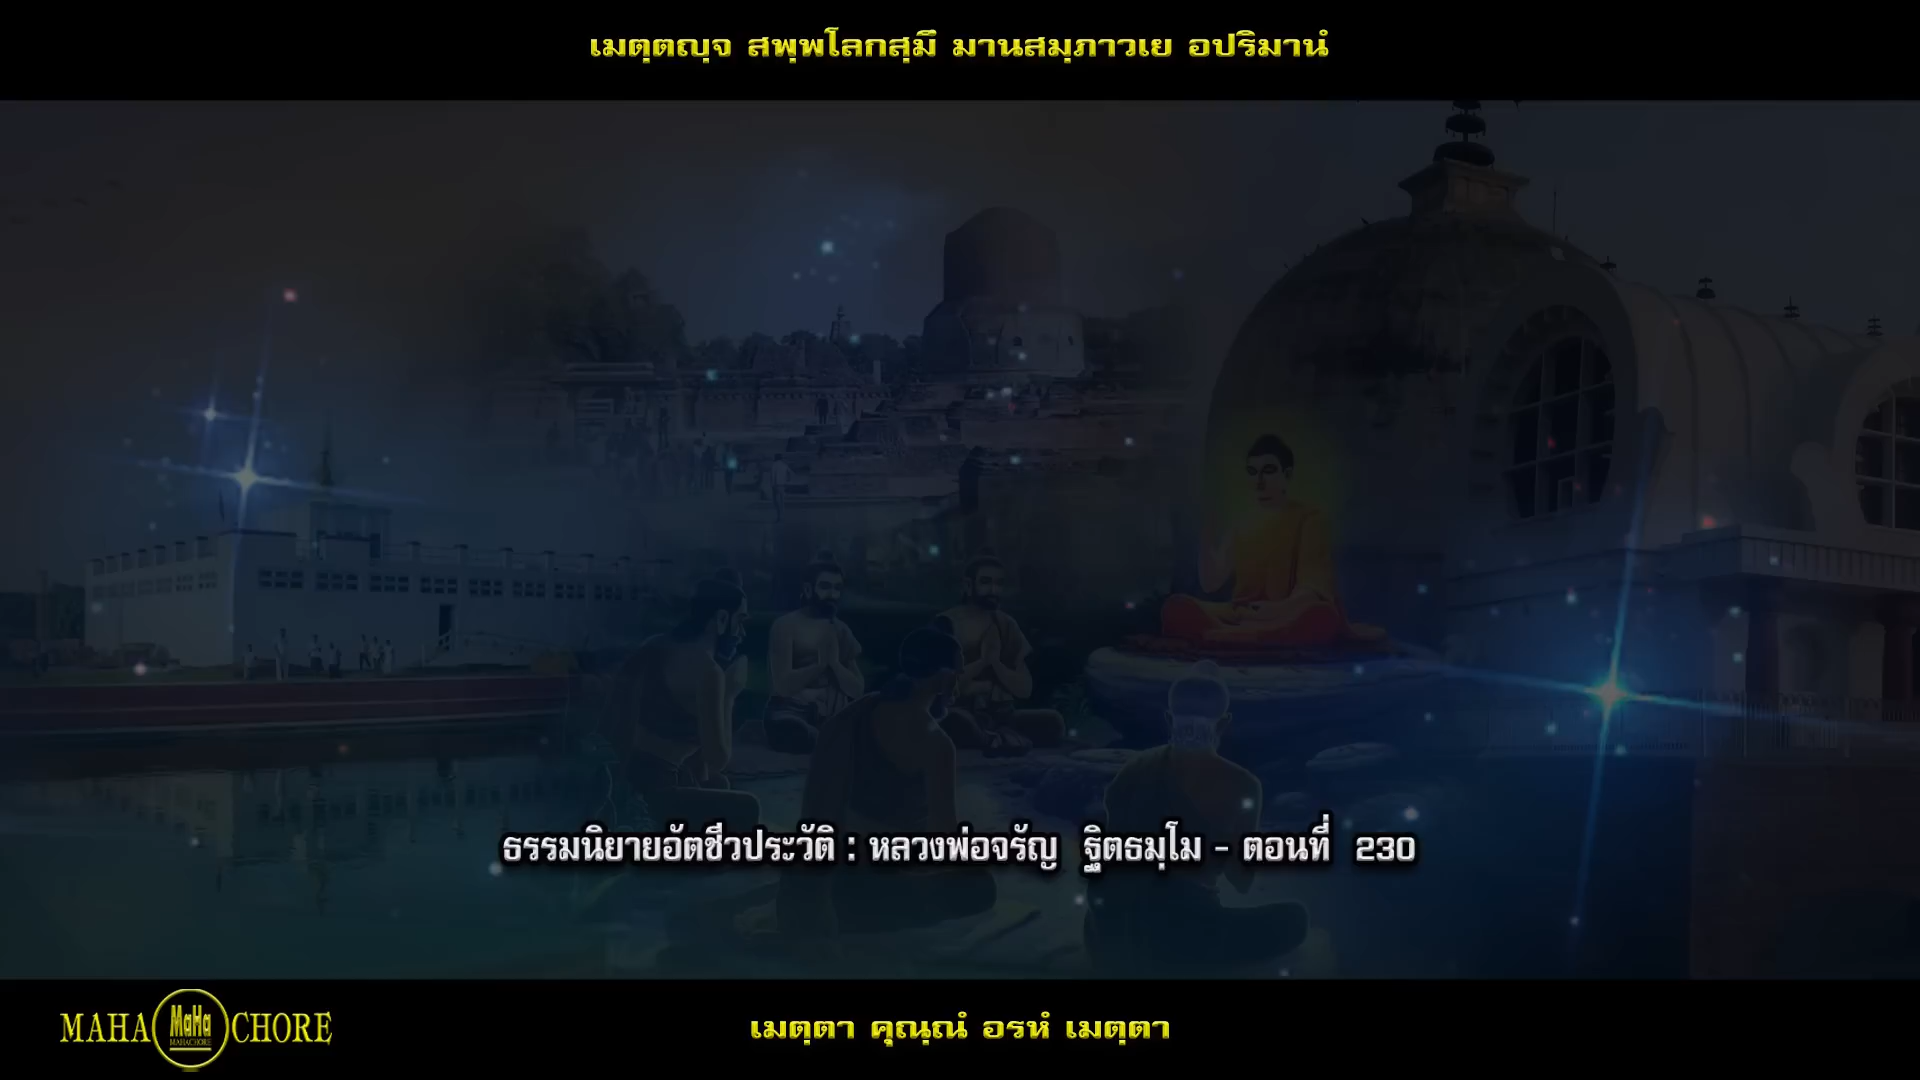 เมตฺตญฺจ สพฺพโลกสฺมึ มานสมฺภาวเย อปริมานํ
ธรรมนิยายอัตชีวประวัติ : หลวงพ่อจรัญ ฐิตธมฺโม - ตอนที่ 230
MAHA MaHa CHORE
MAHACHORE
เมตฺตา คุณฺณํ อรหํ เมตฺตา